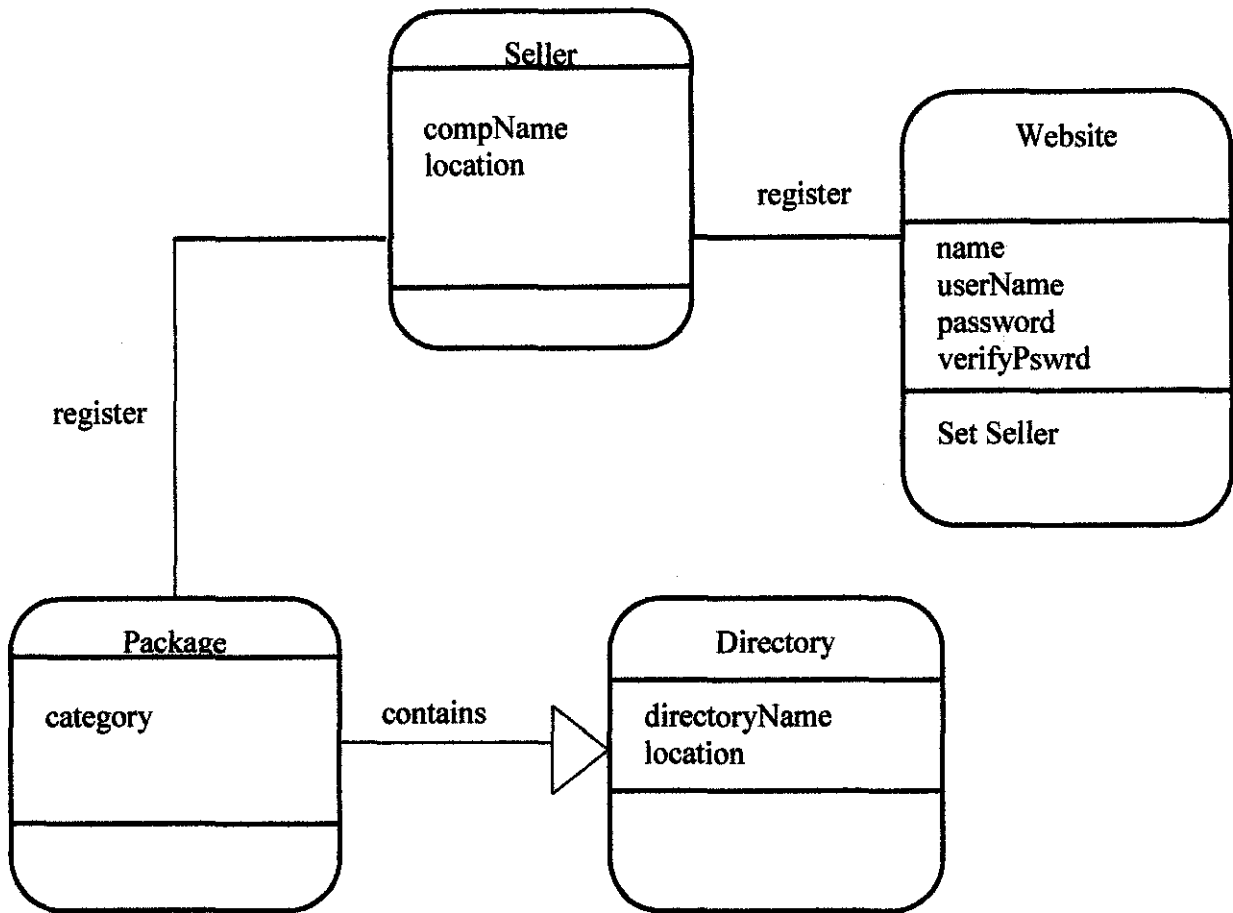 Seller
compName
location
register
Website
name
userName
password
verifyPswrd
Set Seller
register
Package
category
contains
Directory
directoryName
location